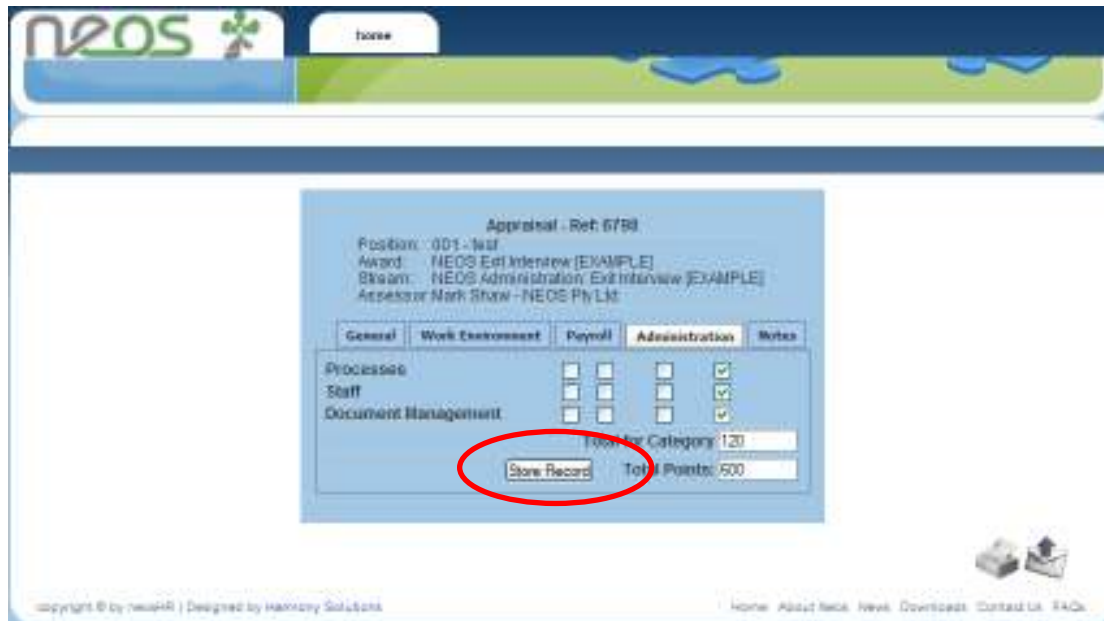 neos
home
Appraisal - Ref: 6798
Position: 001 - test
Award: NEOS Exit Interview [EXAMPLE]
Stream: NEOS Administration: Exit Interview [EXAMPLE]
Assessor Mark Shaw - NEOS Pty Ltd
General Work Environment Payroll Administration Notes
Processes
Staff
Document Management
Total for Category 120
Store Record Total Points: 600
copyright © by neosHR | Designed by Harmony Solutions
Home About Neos News Downloads Contact Us FAQs